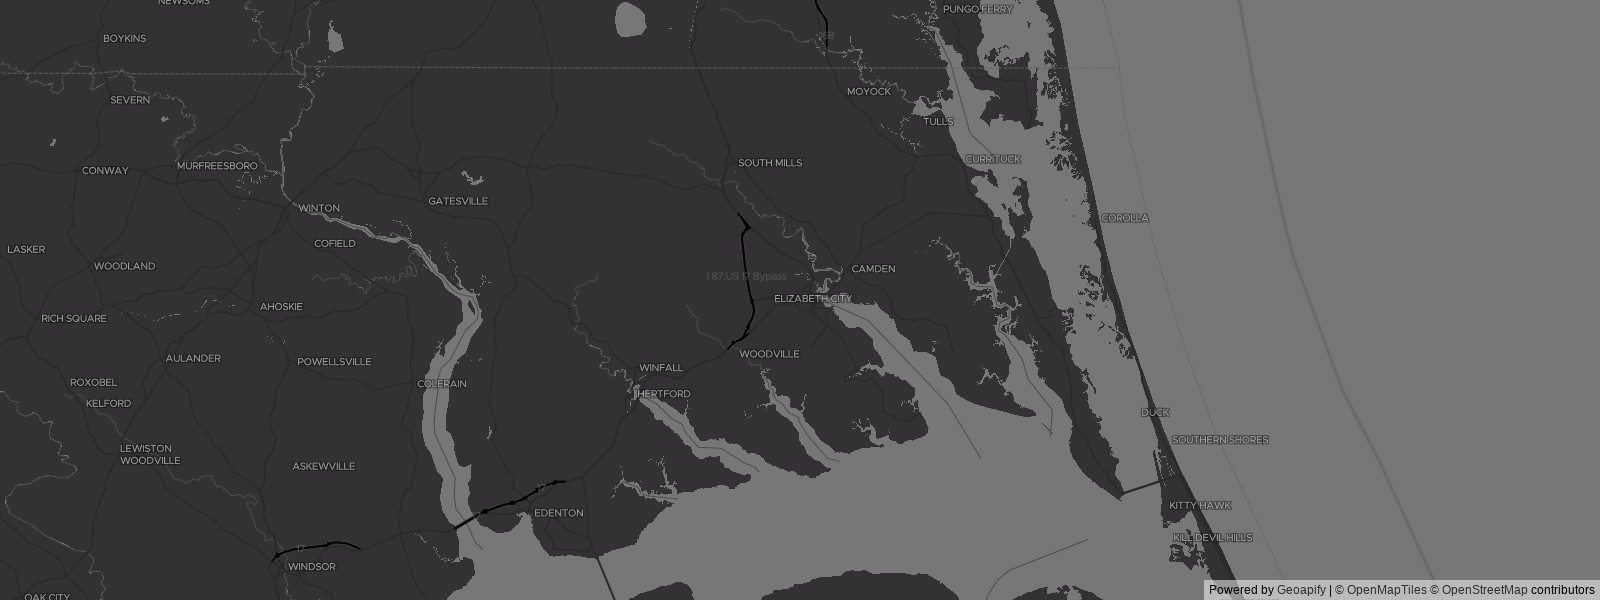 NEWSOMS
PUNGO FERRY
BOYKINS
168
MOYOCK
SEVERN
TULLS
CURRITUCK
SOUTH MILLS
MURFREESBORO
CONWAY
GATESVILLE
WINTON
COROLLA
COFIELD
LASKER
WOODLAND
CAMDEN
I 87;US 17 Bypass
ELIZABETH CITY
AHOSKIE
RICH SQUARE
WOODVILLE
AULANDER
POWELLSVILLE
WINFALL
ROXOBEL
COLERAIN
HERTFORD
KELFORD
DUCK
SOUTHERN SHORES
LEWISTON
WOODVILLE
ASKEWVILLE
17
KITTY HAWK
EDENTON
KILL DEVIL HILLS
17
WINDSOR
OAK CITY
Powered by Geoapify | © OpenMapTiles © OpenStreetMap contributors